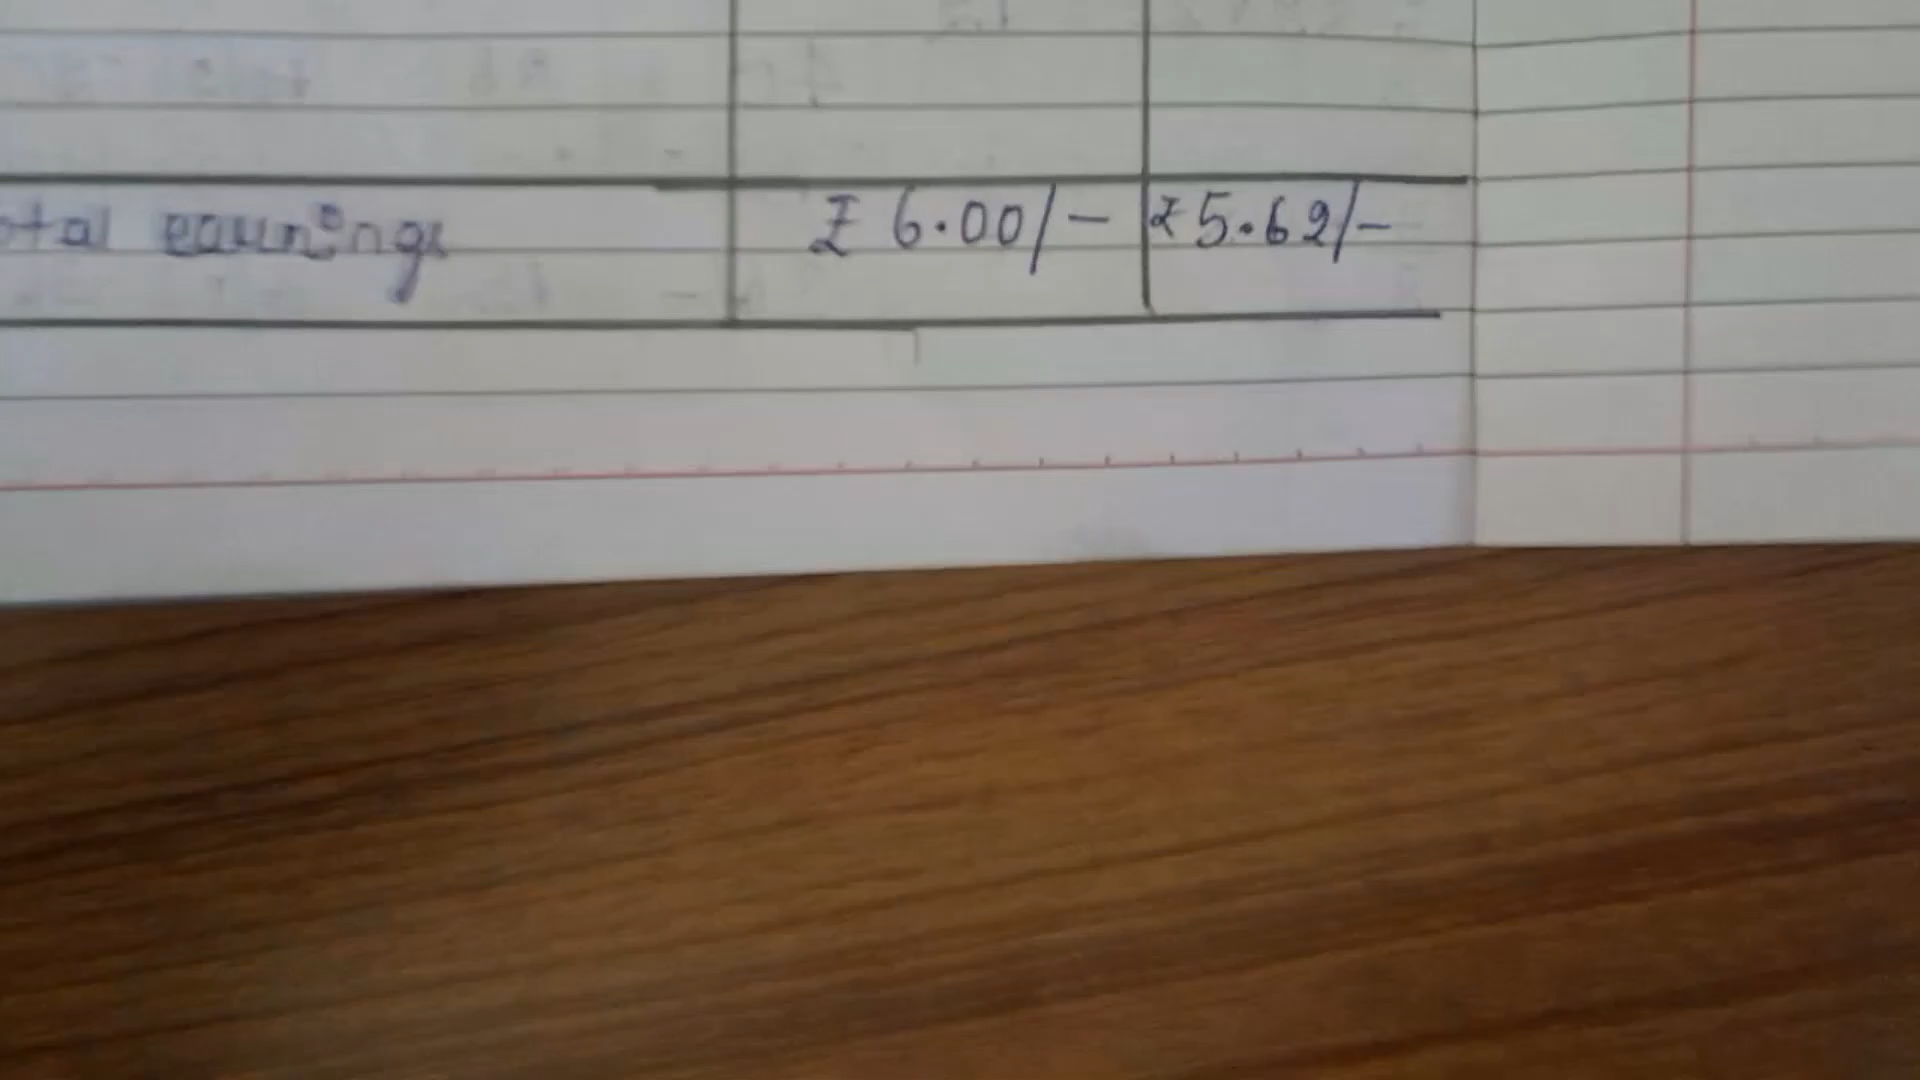 otal earnings ₹ 6.00/- ₹5.62/-